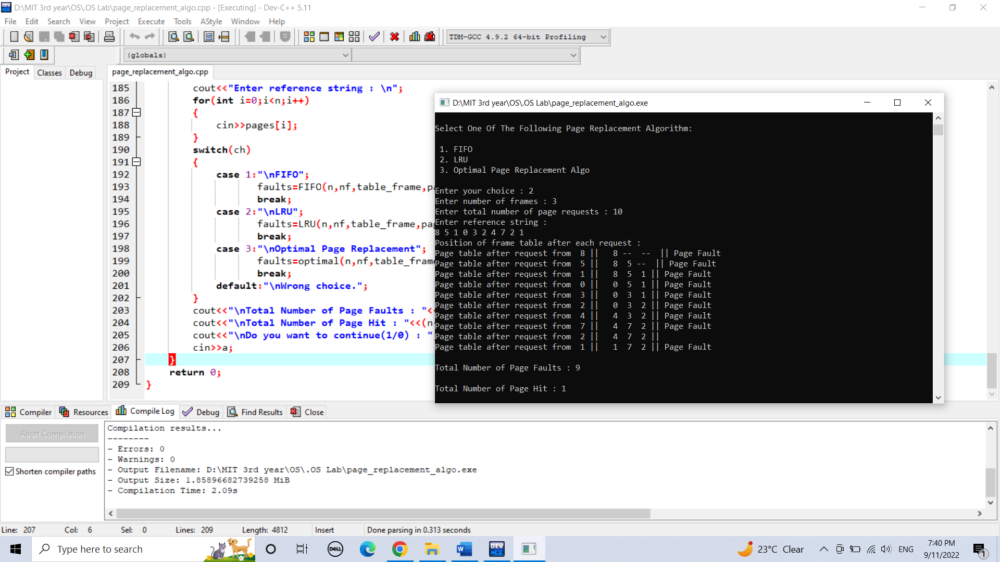 D:\MIT 3rd year\OS\.OS Lab\page_replacement_algo.cpp - [Executing] - Dev-C++ 5.11
File Edit Search View Project Execute Tools AStyle Window Help
TDM-GCC 4.9.2 64-bit Profiling
(globals)
Project Classes Debug
page_replacement_algo.cpp
185 cout<<"Enter reference string : \n";
186 for(int i=0;i<n;i++)
187 {
188 cin>>pages[i];
189 }
190 switch(ch)
191 {
192 case 1:"\nFIFO";
193 faults=FIFO(n,nf,table_frame,pa
194 break;
195 case 2:"\nLRU";
196 faults=LRU(n,nf,table_frame,pag
197 break;
198 case 3:"\nOptimal Page Replacement";
199 faults=optimal(n,nf,table_frame
200 break;
201 default:"\nWrong choice.";
202 }
203 cout<<"\nTotal Number of Page Faults : "<<
204 cout<<"\nTotal Number of Page Hit : "<<(n-
205 cout<<"\nDo you want to continue(1/0) : "
206 cin>>a;
207 }
208 return 0;
209 }
D:\MIT 3rd year\OS\.OS Lab\page_replacement_algo.exe
Select One Of The Following Page Replacement Algorithm:
1. FIFO
2. LRU
3. Optimal Page Replacement Algo
Enter your choice : 2
Enter number of frames : 3
Enter total number of page requests : 10
Enter reference string :
8 5 1 0 3 2 4 7 2 1
Position of frame table after each request :
Page table after request from 8 || 8 -- -- || Page Fault
Page table after request from 5 || 8 5 -- || Page Fault
Page table after request from 1 || 8 5 1 || Page Fault
Page table after request from 0 || 0 5 1 || Page Fault
Page table after request from 3 || 0 3 1 || Page Fault
Page table after request from 2 || 0 3 2 || Page Fault
Page table after request from 4 || 4 3 2 || Page Fault
Page table after request from 7 || 4 7 2 || Page Fault
Page table after request from 2 || 4 7 2 ||
Page table after request from 1 || 1 7 2 || Page Fault
Total Number of Page Faults : 9
Total Number of Page Hit : 1
Compiler Resources Compile Log Debug Find Results Close
Abort Compilation
Shorten compiler paths
Compilation results...
--------
- Errors: 0
- Warnings: 0
- Output Filename: D:\MIT 3rd year\OS\.OS Lab\page_replacement_algo.exe
- Output Size: 1.85896682739258 MiB
- Compilation Time: 2.09s
Line: 207 Col: 6 Sel: 0 Lines: 209 Length: 4812 Insert Done parsing in 0.313 seconds
Type here to search
DELL
W
DEV C++
23°C Clear
ENG
7:40 PM
9/11/2022
1